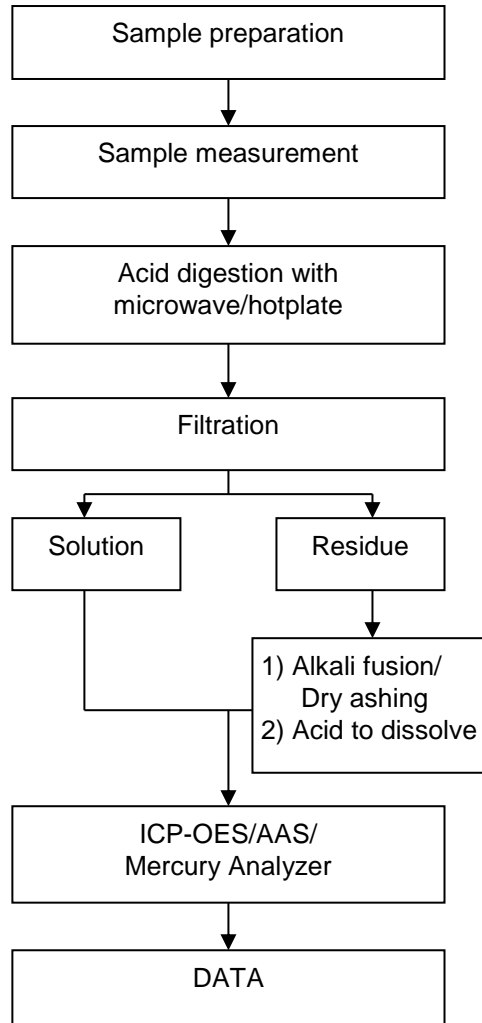 Sample preparation
Sample measurement
Acid digestion with
microwave/hotplate
Filtration
Solution
Residue
1) Alkali fusion/
Dry ashing
2) Acid to dissolve
ICP-OES/AAS/
Mercury Analyzer
DATA